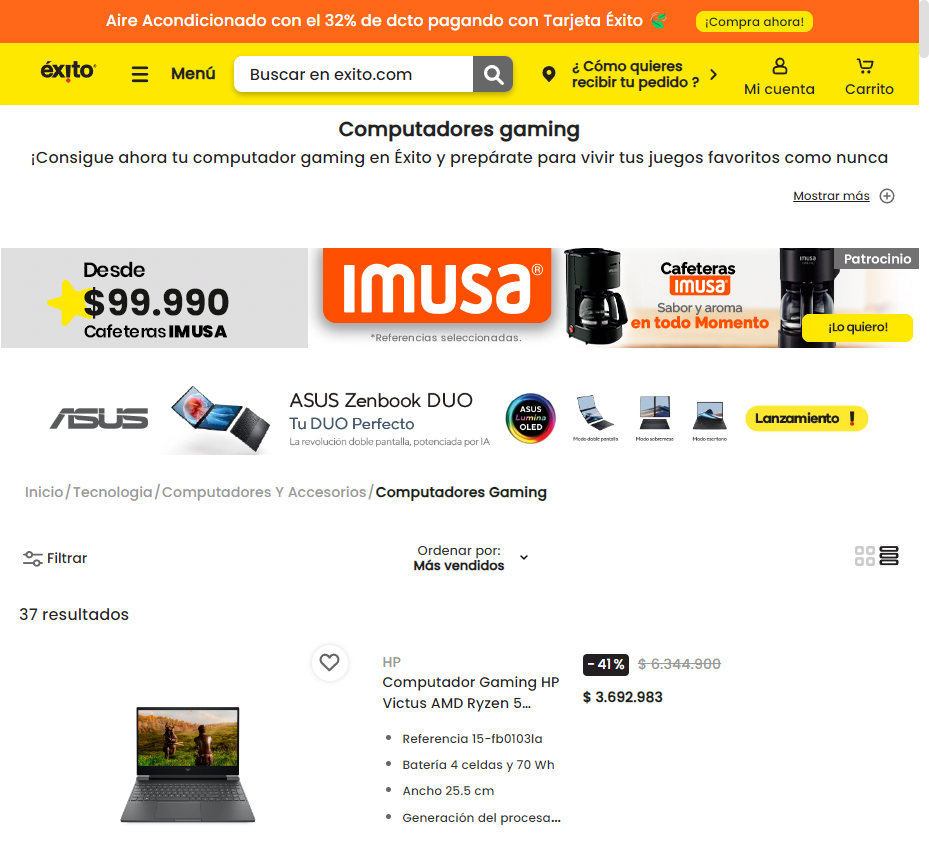 Aire Acondicionado con el 32% de dcto pagando con Tarjeta Éxito
¡Compra ahora!
éxito
Menú
Buscar en exito.com
¿ Cómo quieres
recibir tu pedido ?
Mi cuenta
Carrito
Computadores gaming
¡Consigue ahora tu computador gaming en Éxito y prepárate para vivir tus juegos favoritos como nunca
Mostrar más
Desde
$99.990
Cafeteras IMUSA
IMUSA®
*Referencias seleccionadas.
Cafeteras
IMUSA
Sabor y aroma
en todo Momento
imusa
Patrocinio
¡Lo quiero!
ASUS
ASUS Zenbook DUO
Tu DUO Perfecto
La revolución doble pantalla, potenciada por IA
ASUS
Lumina
OLED
Modo doble pantalla
Modo sobremesa
Modo escritorio
Lanzamiento !
Inicio/Tecnologia/Computadores Y Accesorios/Computadores Gaming
Filtrar
Ordenar por:
Más vendidos
37 resultados
HP
Computador Gaming HP
Victus AMD Ryzen 5...
Referencia 15-fb0103la
Batería 4 celdas y 70 Wh
Ancho 25.5 cm
Generación del procesa...
- 41% $ 6.344.900
$ 3.692.983